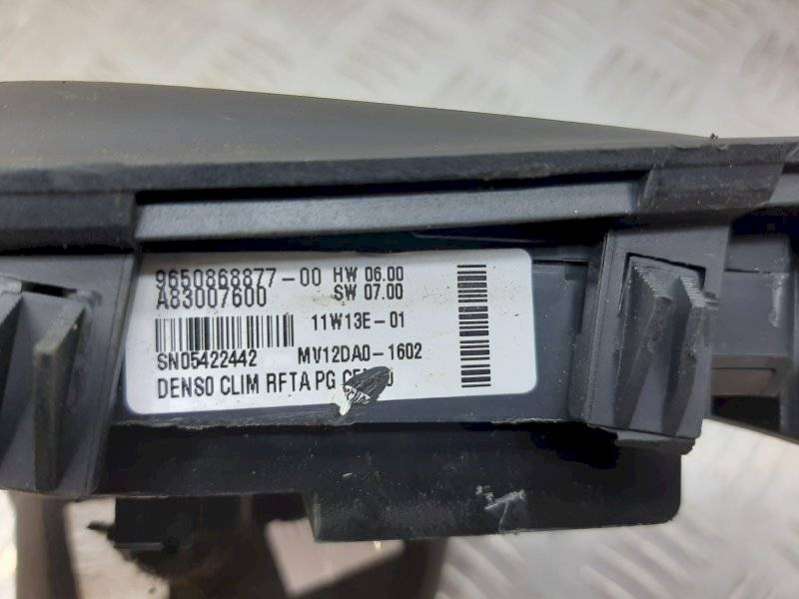 9650868877-00 HW 06.00
A83007600 SW 07.00
11W13E-01
SN05422442 MV12DA0-1602
DENSO CLIM RFTA PG